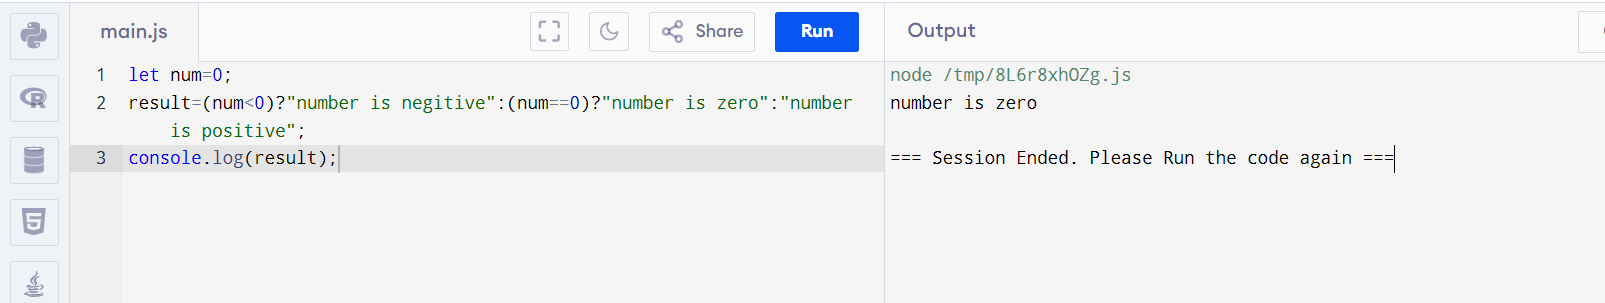 main.js
Share
Run
Output
1 let num=0;
2 result=(num<0)?"number is negitive":(num==0)?"number is zero":"number
is positive";
3 console.log(result);
node /tmp/8L6r8xhOZg.js
number is zero
=== Session Ended. Please Run the code again ===